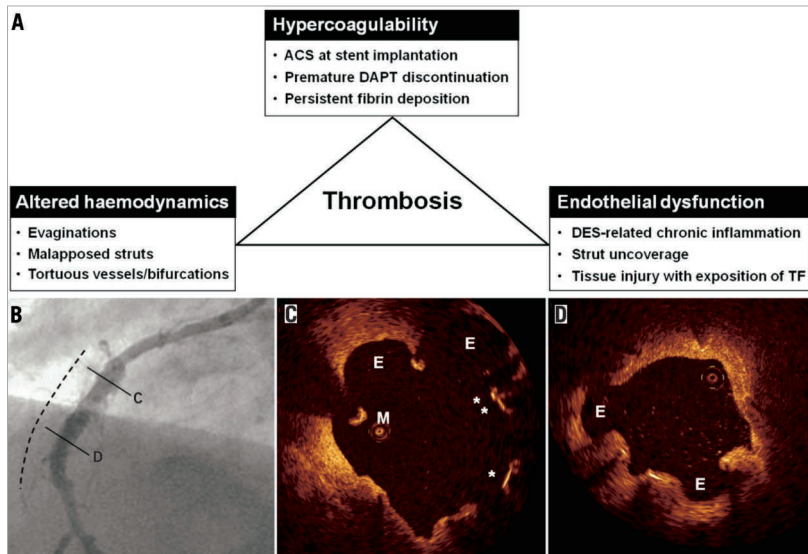 A
Hypercoagulability
• ACS at stent implantation
• Premature DAPT discontinuation
• Persistent fibrin deposition
Thrombosis
Altered haemodynamics
• Evaginations
• Malapposed struts
• Tortuous vessels/bifurcations
Endothelial dysfunction
• DES-related chronic inflammation
• Strut uncoverage
• Tissue injury with exposition of TF
B
C
D
C
E
E
*
*
*
M
D
E
E